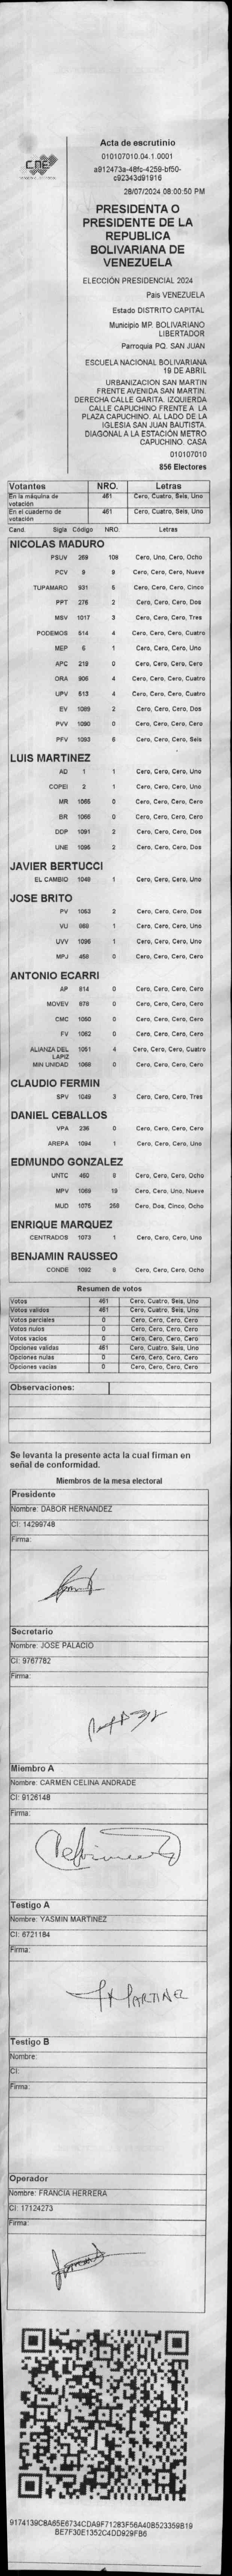 CNE
Acta de escrutinio
010107010.04.1.0001
a912473a-48fc-4259-bf50-
c92343d91916
28/07/2024 08:00:50 PM
PRESIDENTA O
PRESIDENTE DE LA
REPUBLICA
BOLIVARIANA DE
VENEZUELA
ELECCIÓN PRESIDENCIAL 2024
Pais VENEZUELA
Estado DISTRITO CAPITAL
Municipio MP. BOLIVARIANO
LIBERTADOR
Parroquia PQ. SAN JUAN
ESCUELA NACIONAL BOLIVARIANA
19 DE ABRIL
URBANIZACION SAN MARTIN
FRENTE AVENIDA SAN MARTIN.
DERECHA CALLE GARITA. IZQUIERDA
CALLE CAPUCHINO FRENTE A LA
PLAZA CAPUCHINO. AL LADO DE LA
IGLESIA SAN JUAN BAUTISTA.
DIAGONAL A LA ESTACIÓN METRO
CAPUCHINO. CASA
010107010
856 Electores
Votantes NRO. Letras
En la máquina de votación 461 Cero, Cuatro, Seis, Uno
En el cuaderno de votación 461 Cero, Cuatro, Seis, Uno
Cand. Sigla Código NRO. Letras
NICOLAS MADURO
PSUV 269 108 Cero, Uno, Cero, Ocho
PCV 9 9 Cero, Cero, Cero, Nueve
TUPAMARO 931 5 Cero, Cero, Cero, Cinco
PPT 276 2 Cero, Cero, Cero, Dos
MSV 1017 3 Cero, Cero, Cero, Tres
PODEMOS 514 4 Cero, Cero, Cero, Cuatro
MEP 6 1 Cero, Cero, Cero, Uno
APC 219 0 Cero, Cero, Cero, Cero
ORA 906 4 Cero, Cero, Cero, Cuatro
UPV 513 4 Cero, Cero, Cero, Cuatro
EV 1089 2 Cero, Cero, Cero, Dos
PVV 1090 0 Cero, Cero, Cero, Cero
PFV 1093 6 Cero, Cero, Cero, Seis
LUIS MARTINEZ
AD 1 1 Cero, Cero, Cero, Uno
COPEI 2 1 Cero, Cero, Cero, Uno
MR 1065 0 Cero, Cero, Cero, Cero
BR 1066 0 Cero, Cero, Cero, Cero
DDP 1091 2 Cero, Cero, Cero, Dos
UNE 1095 2 Cero, Cero, Cero, Dos
JAVIER BERTUCCI
EL CAMBIO 1048 1 Cero, Cero, Cero, Uno
JOSE BRITO
PV 1053 2 Cero, Cero, Cero, Dos
VU 1 Cero, Cero, Cero, Uno
UVV 1096 1 Cero, Cero, Cero, Uno
MPJ 458 0 Cero, Cero, Cero, Cero
ANTONIO ECARRI
AP 814 0 Cero, Cero, Cero, Cero
MOVEV 878 0 Cero, Cero, Cero, Cero
CMC 1050 0 Cero, Cero, Cero, Cero
FV 1062 0 Cero, Cero, Cero, Cero
ALIANZA DEL LAPIZ 1051 4 Cero, Cero, Cero, Cuatro
MIN UNIDAD 1068 0 Cero, Cero, Cero, Cero
CLAUDIO FERMIN
SPV 1049 3 Cero, Cero, Cero, Tres
DANIEL CEBALLOS
VPA 236 0 Cero, Cero, Cero, Cero
AREPA 1094 1 Cero, Cero, Cero, Uno
EDMUNDO GONZALEZ
UNTC 450 8 Cero, Cero, Cero, Ocho
MPV 1069 19 Cero, Cero, Uno, Nueve
MUD 1075 258 Cero, Dos, Cinco, Ocho
ENRIQUE MARQUEZ
CENTRADOS 1073 1 Cero, Cero, Cero, Uno
BENJAMIN RAUSSEO
CONDE 1092 8 Cero, Cero, Cero, Ocho
Resumen de votos
Votos 461 Cero, Cuatro, Seis, Uno
Votos validos 461 Cero, Cuatro, Seis, Uno
Votos parciales 0 Cero, Cero, Cero, Cero
Votos nulos 0 Cero, Cero, Cero, Cero
Votos vacios 0 Cero, Cero, Cero, Cero
Opciones validas 461 Cero, Cuatro, Seis, Uno
Opciones nulas 0 Cero, Cero, Cero, Cero
Opciones vacias 0 Cero, Cero, Cero, Cero
Observaciones:
Se levanta la presente acta la cual firman en
señal de conformidad.
Miembros de la mesa electoral
Presidente
Nombre: DABOR HERNANDEZ
CI: 14299748
Firma:
Secretario
Nombre: JOSE PALACIO
CI: 9767782
Firma:
Miembro A
Nombre: CARMEN CELINA ANDRADE
CI: 9126148
Firma:
Testigo A
Nombre: YASMIN MARTINEZ
CI: 6721184
Firma:
MARTINEZ
Testigo B
Nombre:
CI:
Firma:
Operador
Nombre: FRANCIA HERRERA
CI: 17124273
Firma:
9174139C8A65E6734CDA9F71283F56A40B523359B19
BE7F30E1352C4DD929FB6